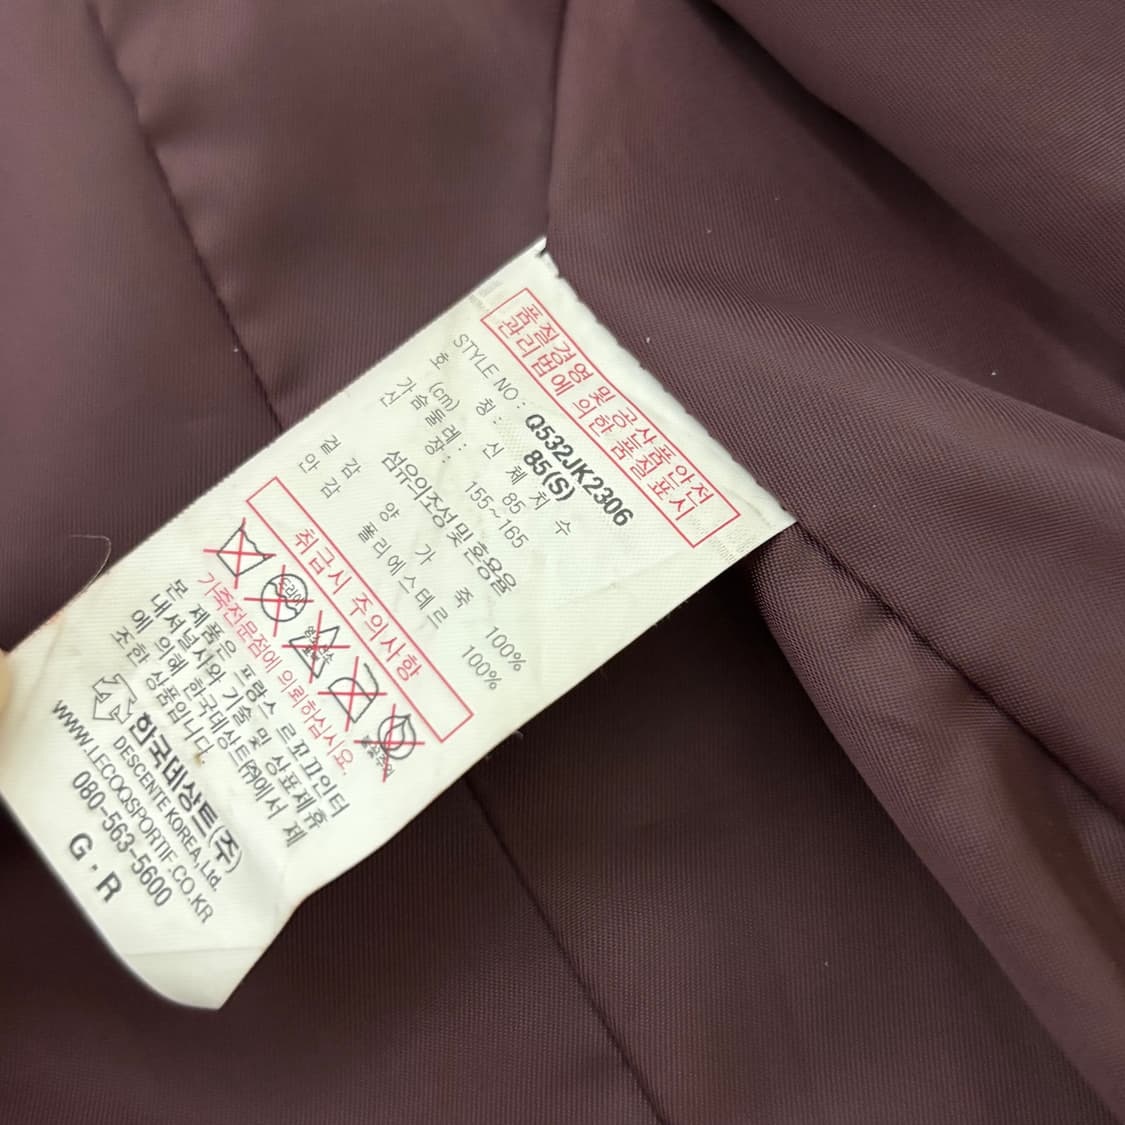 품질경영 및 공산품안전
관리법에 의한 품질표시
STYLE NO : Q532JK2306
호 칭 : 85(S)
(cm) 신 체 치 수
가슴둘레 : 85
신 장 : 155~165
섬유의조성 및 혼용율
겉 감 양 가 죽 100%
안 감 폴리에스테르 100%
취급시 주의사항
드라이
염소표백
가죽전문점에 의뢰하십시요.
본 제품은 프랑스 르꼬끄인터
내셔널사와 기술 및 상표제휴
에 의해 한국데상트(주)에서 제
조한 상품입니다.
한국데상트(주)
DESCENTE KOREA, Ltd.
WWW.LECOQSPORTIF.CO.KR
080-563-5600
G · R